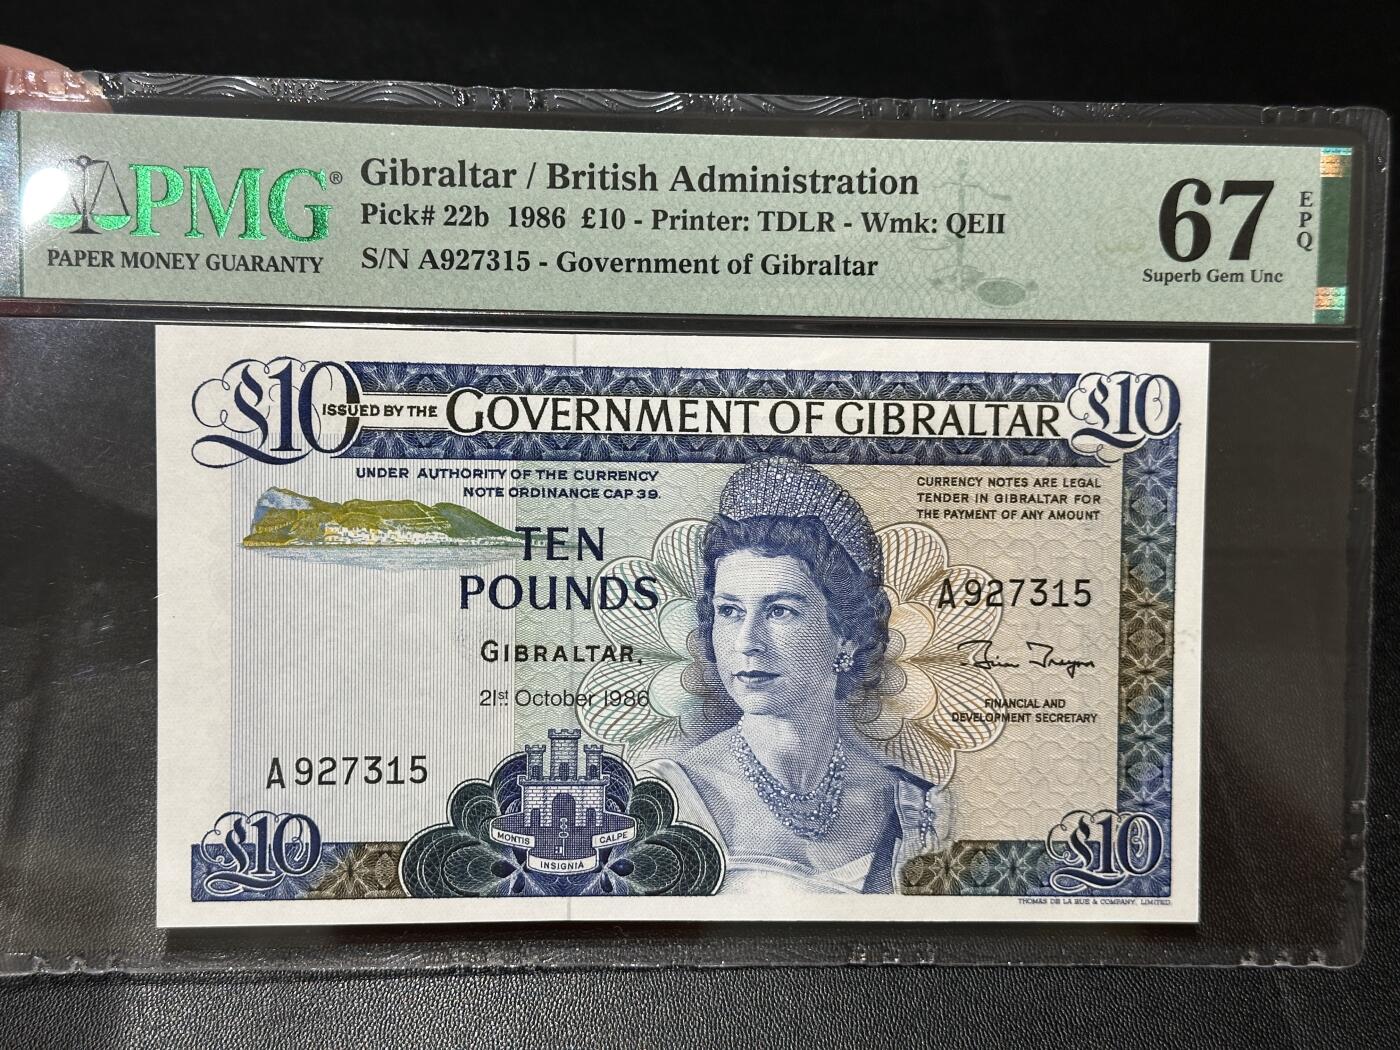 PMG®
PAPER MONEY GUARANTY
Gibraltar / British Administration
Pick# 22b 1986 £10 - Printer: TDLR - Wmk: QEII
S/N A927315 - Government of Gibraltar
67
EPQ
Superb Gem Unc
£10
ISSUED BY THE GOVERNMENT OF GIBRALTAR
£10
UNDER AUTHORITY OF THE CURRENCY
NOTE ORDINANCE CAP 39.
CURRENCY NOTES ARE LEGAL
TENDER IN GIBRALTAR FOR
THE PAYMENT OF ANY AMOUNT
TEN
POUNDS
A927315
GIBRALTAR,
21st October 1986
Brian Traynor
FINANCIAL AND
DEVELOPMENT SECRETARY
A927315
MONTIS
INSIGNIA
CALPE
£10
£10
THOMAS DE LA RUE & COMPANY, LIMITED